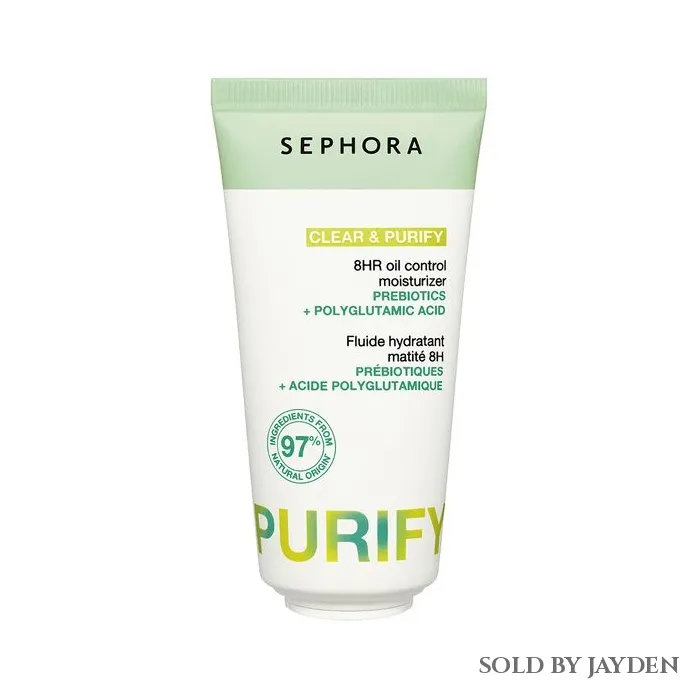 SEPHORA
CLEAR & PURIFY
8HR oil control
moisturizer
PREBIOTICS
+ POLYGLUTAMIC ACID
Fluide hydratant
matité 8H
PRÉBIOTIQUES
+ ACIDE POLYGLUTAMIQUE
INGREDIENTS FROM
97%
NATURAL ORIGIN*
PURIFY
SOLD BY JAYDEN